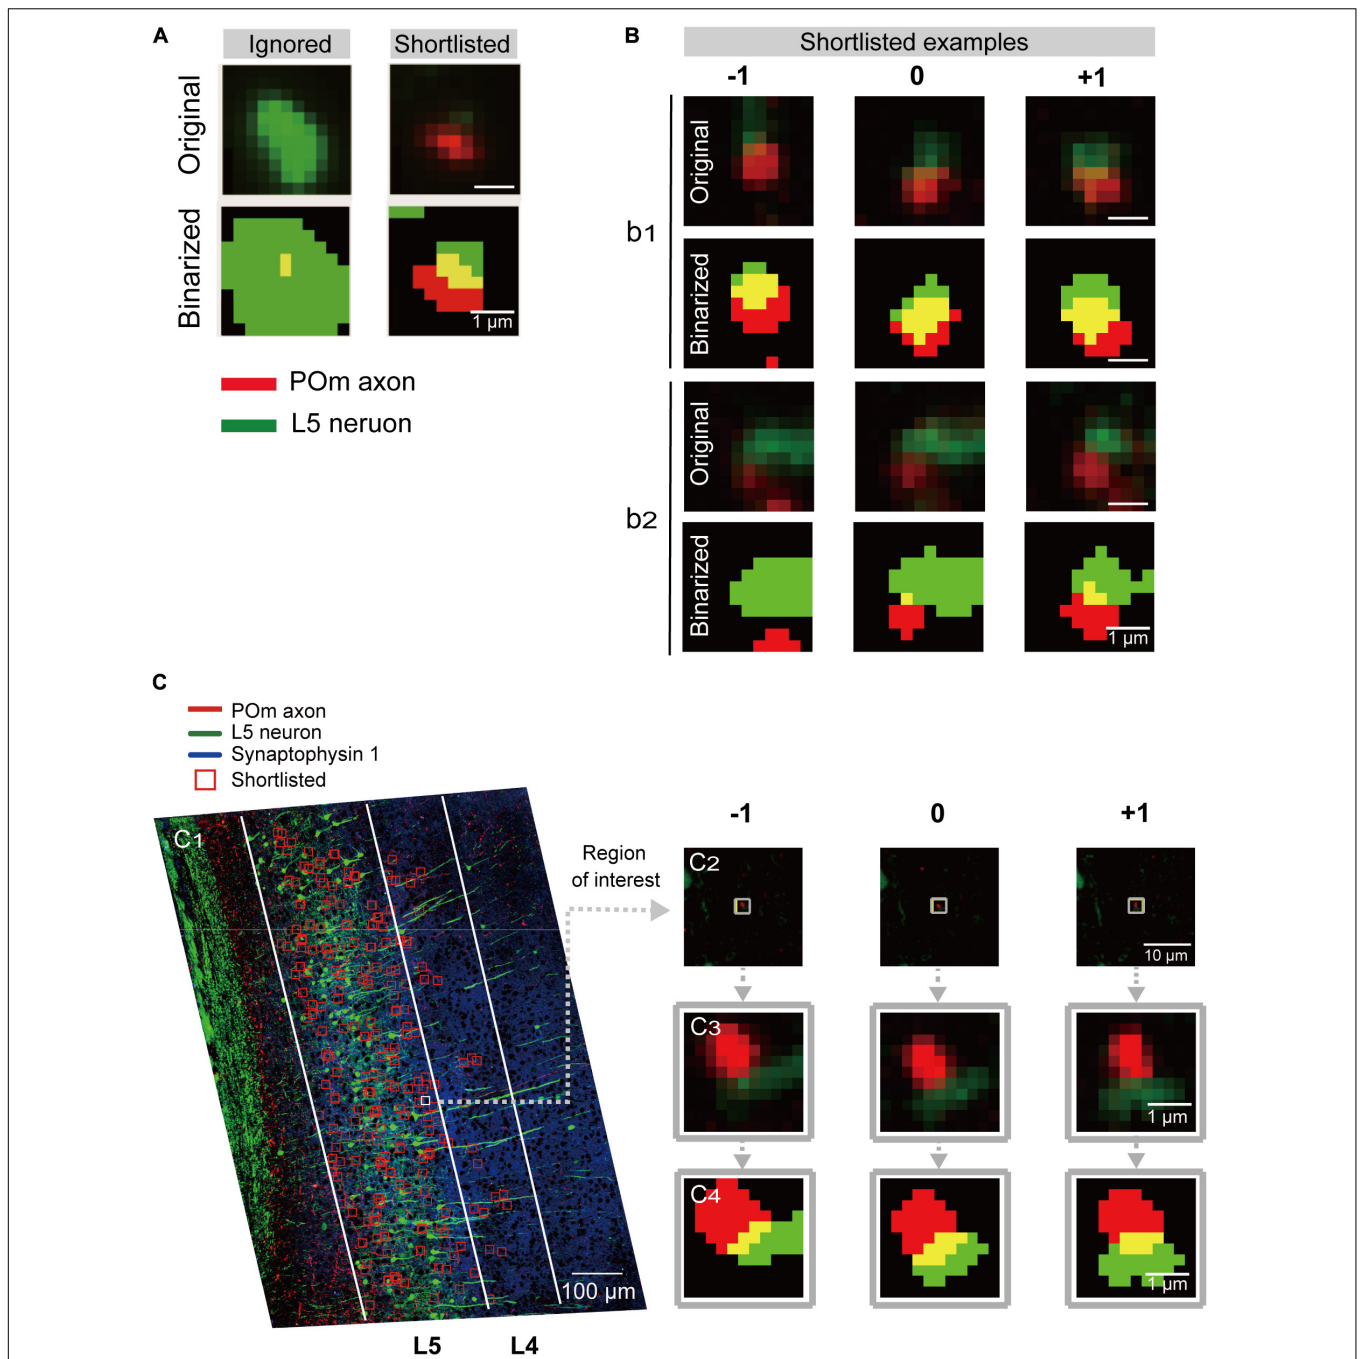 A
Ignored
Shortlisted
Original
Binarized
1 µm
POm axon
L5 neruon
B
Shortlisted examples
-1
0
+1
b1
Original
Binarized
b2
Original
Binarized
1 µm
C
POm axon
L5 neuron
Synaptophysin 1
Shortlisted
C1
100 µm
L5
L4
Region
of interest
-1
0
+1
C2
10 µm
C3
1 µm
C4
1 µm